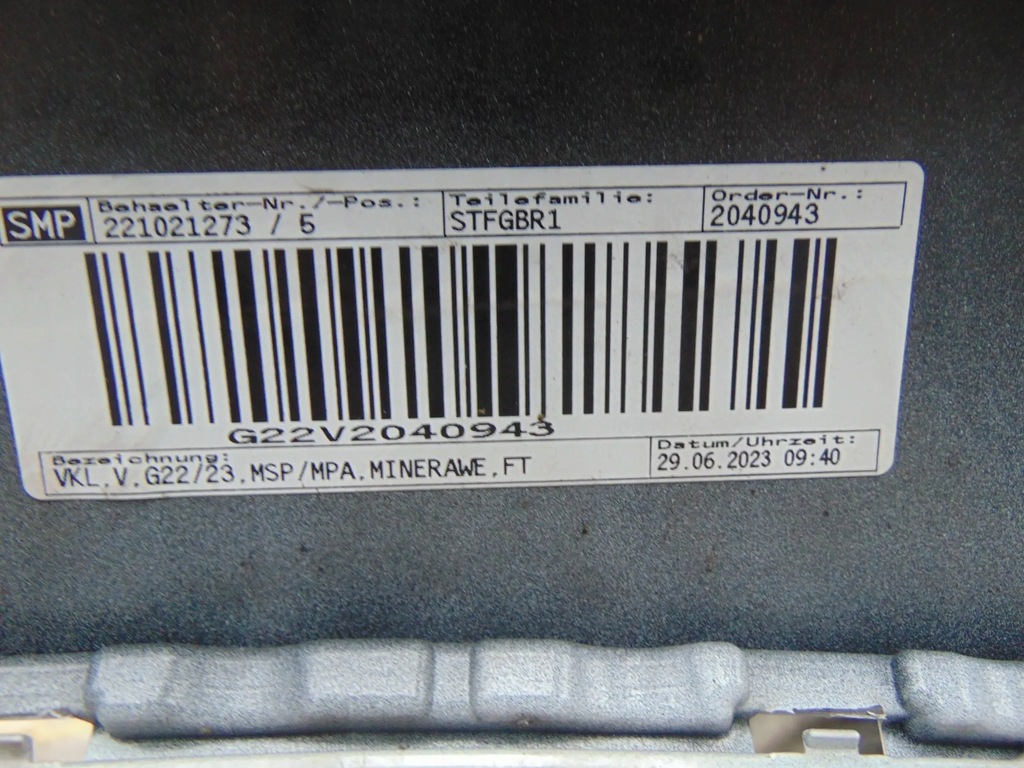 SMP
Behaelter-Nr./-Pos.: Teilefamilie: Order-Nr.:
221021273 / 5 STFGBR1 2040943
G22V2040943
Bezeichnung: Datum/Uhrzeit:
VKL,V,G22/23,MSP/MPA,MINERAWE,FT 29.06.2023 09:40